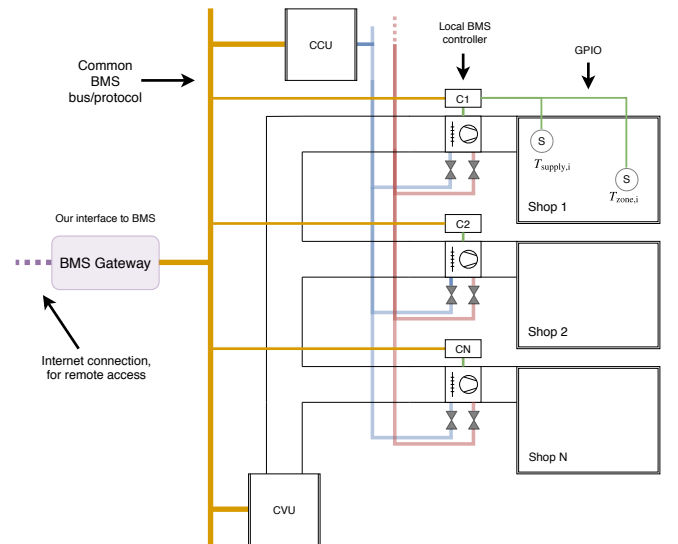 CCU
Local BMS
controller
GPIO
Common
BMS
bus/protocol
C1
S
T_supply,i
S
T_zone,i
Shop 1
Our interface to BMS
BMS Gateway
C2
Shop 2
Internet connection,
for remote access
CN
Shop N
CVU